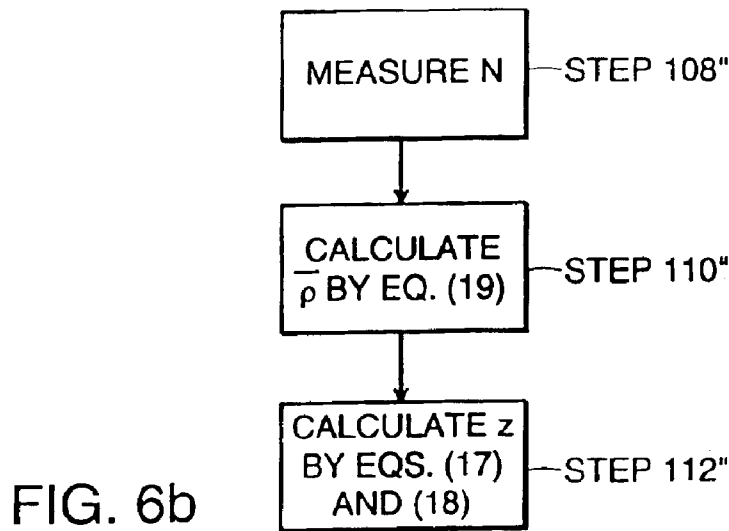 MEASURE N
STEP 108"
CALCULATE
ρ̅ BY EQ. (19)
STEP 110"
CALCULATE z
BY EQS. (17)
AND (18)
STEP 112"
FIG. 6b